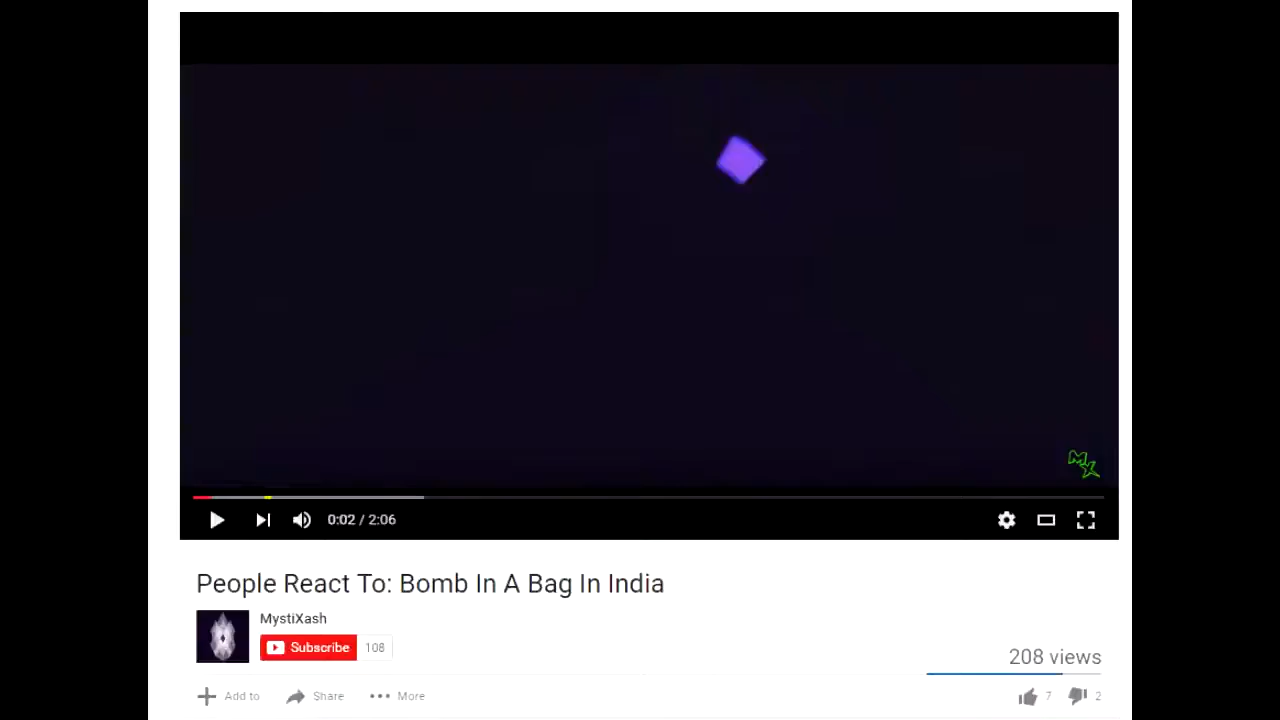 MX
0:02 / 2:06
People React To: Bomb In A Bag In India
MystiXash
Subscribe 108
208 views
Add to Share More 7 2